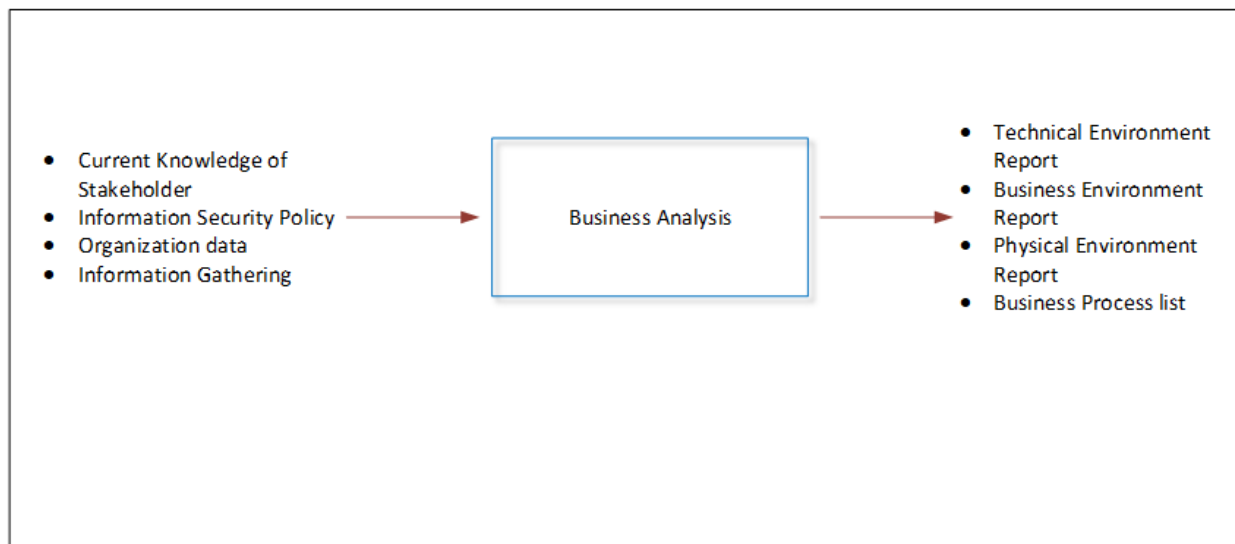 ● Current Knowledge of
Stakeholder
● Information Security Policy
● Organization data
● Information Gathering
Business Analysis
● Technical Environment
Report
● Business Environment
Report
● Physical Environment
Report
● Business Process list